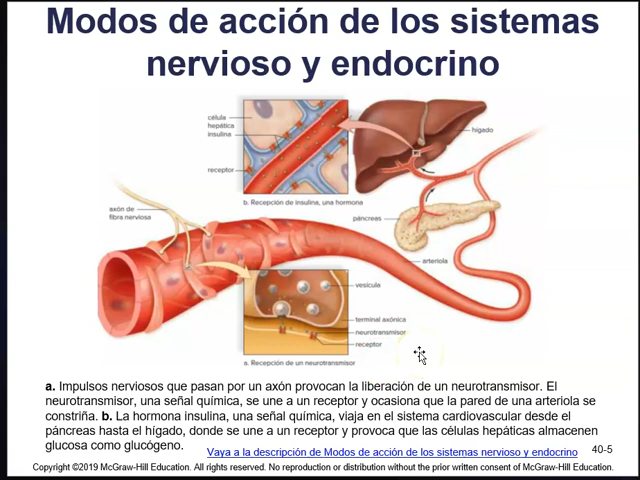 Modos de acción de los sistemas
nervioso y endocrino
célula
hepática
insulina
receptor
hígado
b. Recepción de insulina, una hormona
axón de
fibra nerviosa
páncreas
arteriola
vesícula
terminal axónica
neurotransmisor
receptor
a. Recepción de un neurotransmisor
a. Impulsos nerviosos que pasan por un axón provocan la liberación de un neurotransmisor. El
neurotransmisor, una señal química, se une a un receptor y ocasiona que la pared de una arteriola se
constriña. b. La hormona insulina, una señal química, viaja en el sistema cardiovascular desde el
páncreas hasta el hígado, donde se une a un receptor y provoca que las células hepáticas almacenen
glucosa como glucógeno.
Vaya a la descripción de Modos de acción de los sistemas nervioso y endocrino
40-5
Copyright ©2019 McGraw-Hill Education. All rights reserved. No reproduction or distribution without the prior written consent of McGraw-Hill Education.